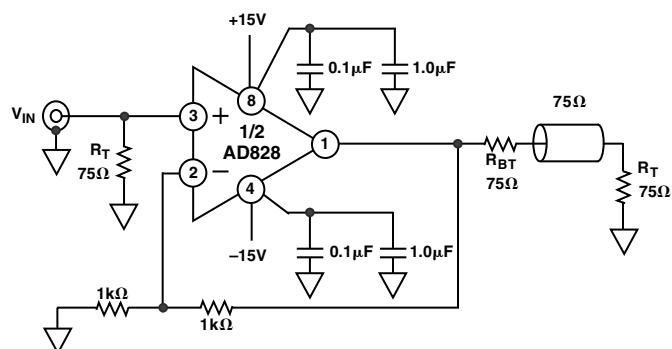 +15V
0.1µF
1.0µF
V_IN
8
3
+
1/2
AD828
1
75Ω
R_T
75Ω
2
−
4
R_BT
75Ω
R_T
75Ω
−15V
0.1µF
1.0µF
1kΩ
1kΩ